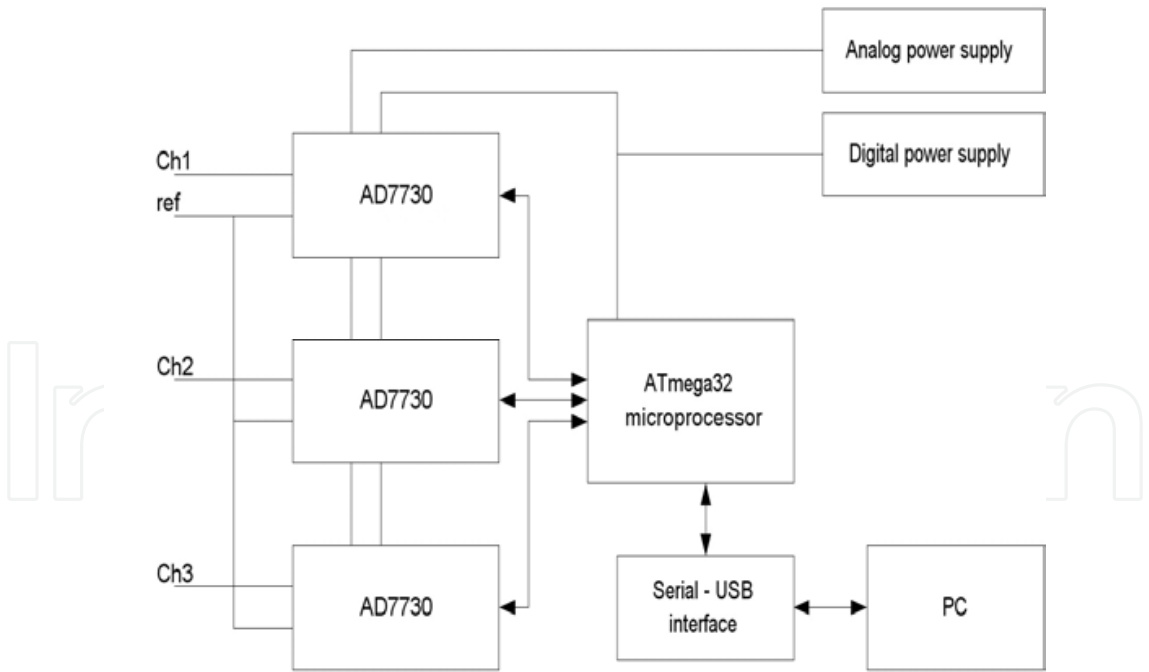 Analog power supply
Digital power supply
Ch1
ref
AD7730
Ch2
AD7730
ATmega32
microprocessor
Ch3
AD7730
Serial - USB
interface
PC